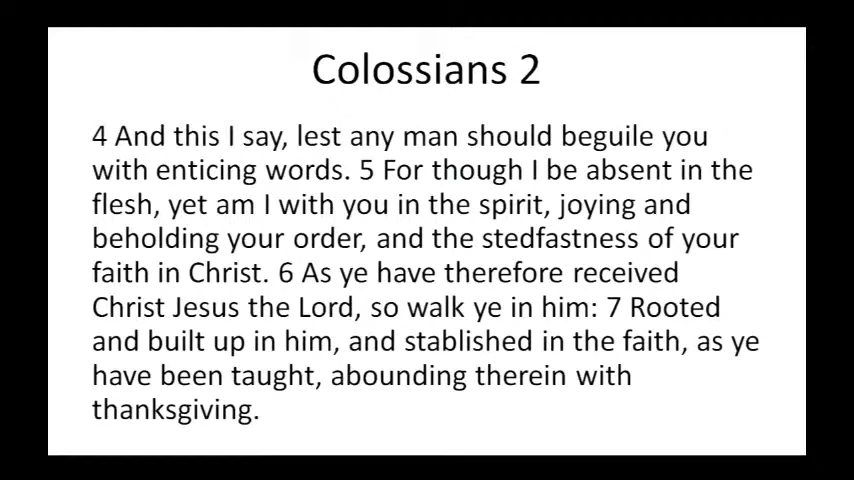 Colossians 2
4 And this I say, lest any man should beguile you
with enticing words. 5 For though I be absent in the
flesh, yet am I with you in the spirit, joying and
beholding your order, and the stedfastness of your
faith in Christ. 6 As ye have therefore received
Christ Jesus the Lord, so walk ye in him: 7 Rooted
and built up in him, and stablished in the faith, as ye
have been taught, abounding therein with
thanksgiving.